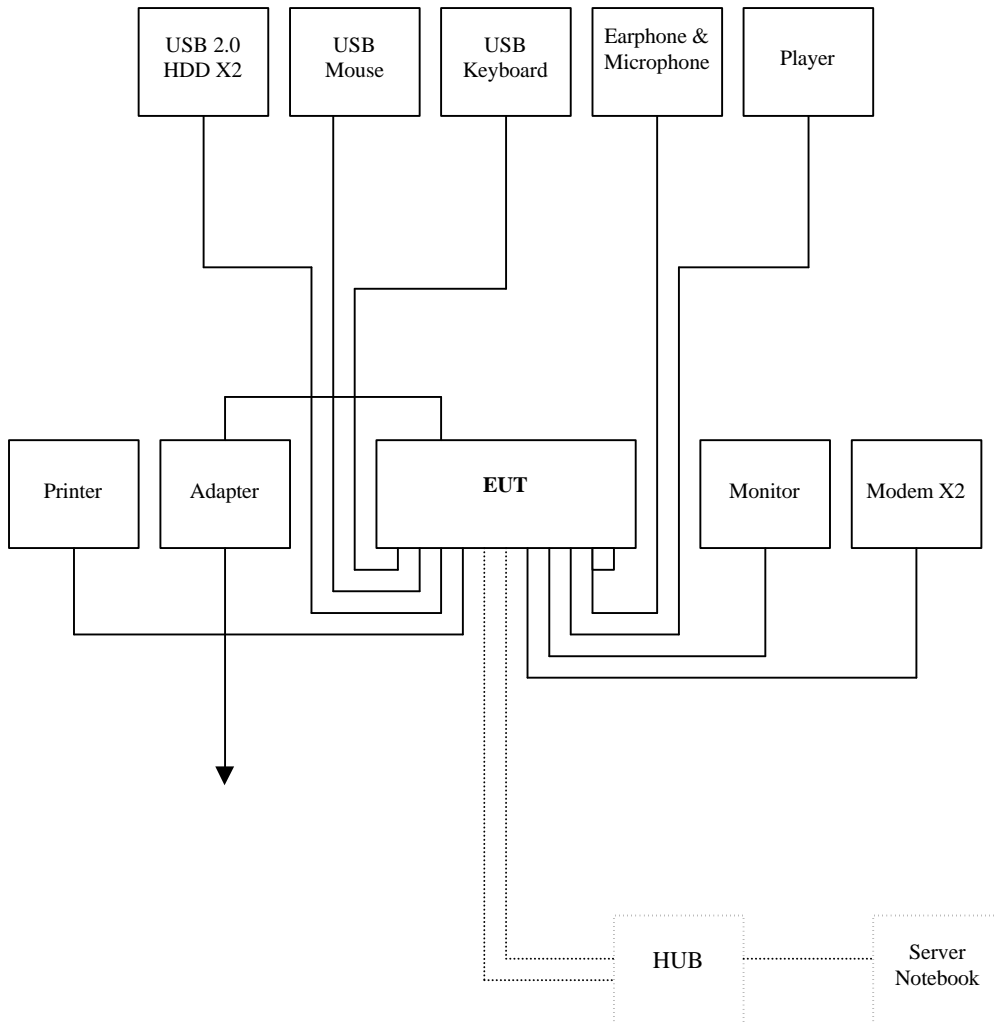 USB 2.0
HDD X2
USB
Mouse
USB
Keyboard
Earphone &
Microphone
Player
Printer
Adapter
EUT
Monitor
Modem X2
HUB
Server
Notebook